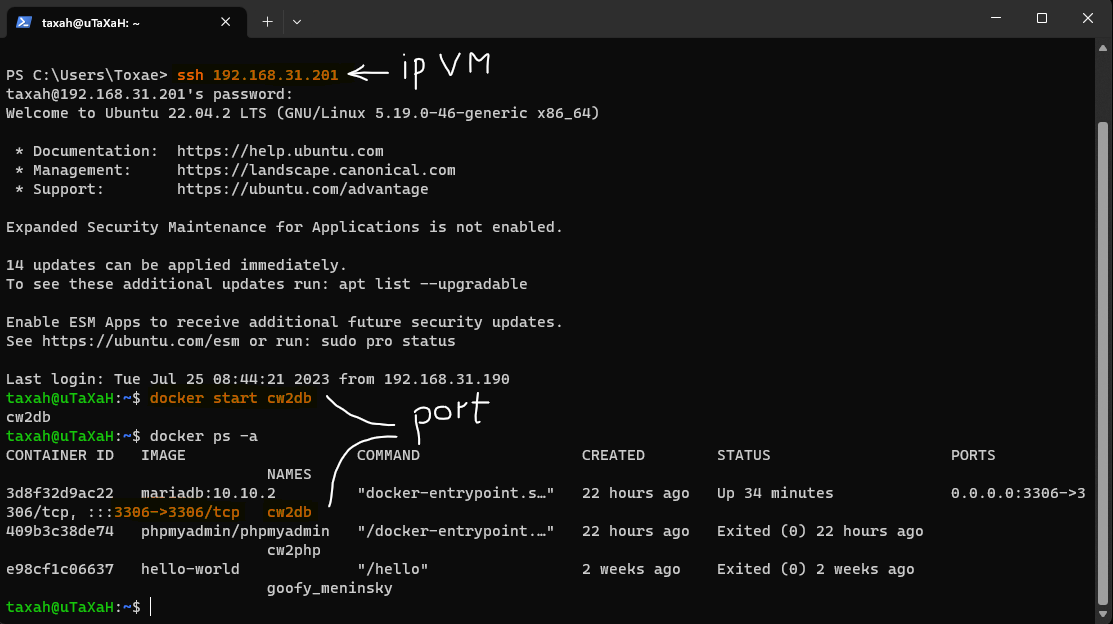 taxah@uTaXaH: ~
PS C:\Users\Toxae> ssh 192.168.31.201 ip VM
taxah@192.168.31.201's password:
Welcome to Ubuntu 22.04.2 LTS (GNU/Linux 5.19.0-46-generic x86_64)
* Documentation:  https://help.ubuntu.com
* Management:     https://landscape.canonical.com
* Support:        https://ubuntu.com/advantage
Expanded Security Maintenance for Applications is not enabled.
14 updates can be applied immediately.
To see these additional updates run: apt list --upgradable
Enable ESM Apps to receive additional future security updates.
See https://ubuntu.com/esm or run: sudo pro status
Last login: Tue Jul 25 08:44:21 2023 from 192.168.31.190
taxah@uTaXaH:~$ docker start cw2db
port
cw2db
taxah@uTaXaH:~$ docker ps -a
CONTAINER ID   IMAGE                   COMMAND                  CREATED        STATUS                    PORTS
NAMES
3d8f32d9ac22   mariadb:10.10.2         "docker-entrypoint.s…"   22 hours ago   Up 34 minutes             0.0.0.0:3306->3
306/tcp, :::3306->3306/tcp   cw2db
409b3c38de74   phpmyadmin/phpmyadmin   "/docker-entrypoint.…"   22 hours ago   Exited (0) 22 hours ago
cw2php
e98cf1c06637   hello-world             "/hello"                 2 weeks ago    Exited (0) 2 weeks ago
goofy_meninsky
taxah@uTaXaH:~$